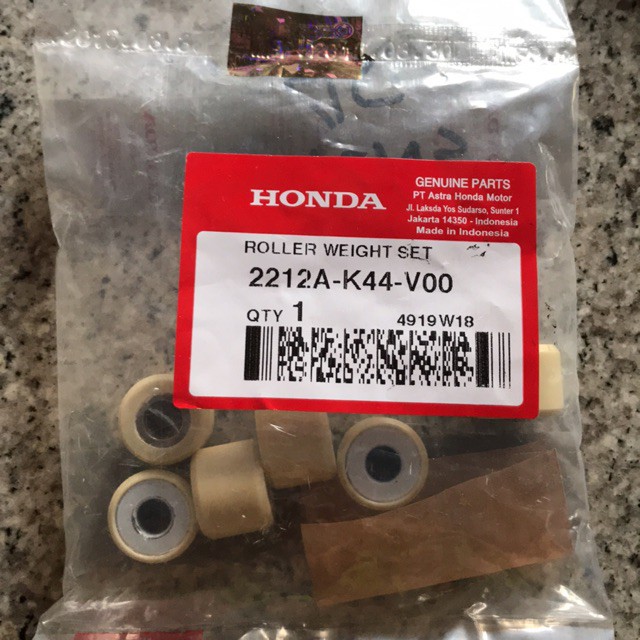 HONDA
GENUINE PARTS
PT Astra Honda Motor
Jl. Laksda Yos Sudarso, Sunter 1
Jakarta 14350 - Indonesia
Made in Indonesia
ROLLER WEIGHT SET
2212A-K44-V00
QTY 1
4919W18